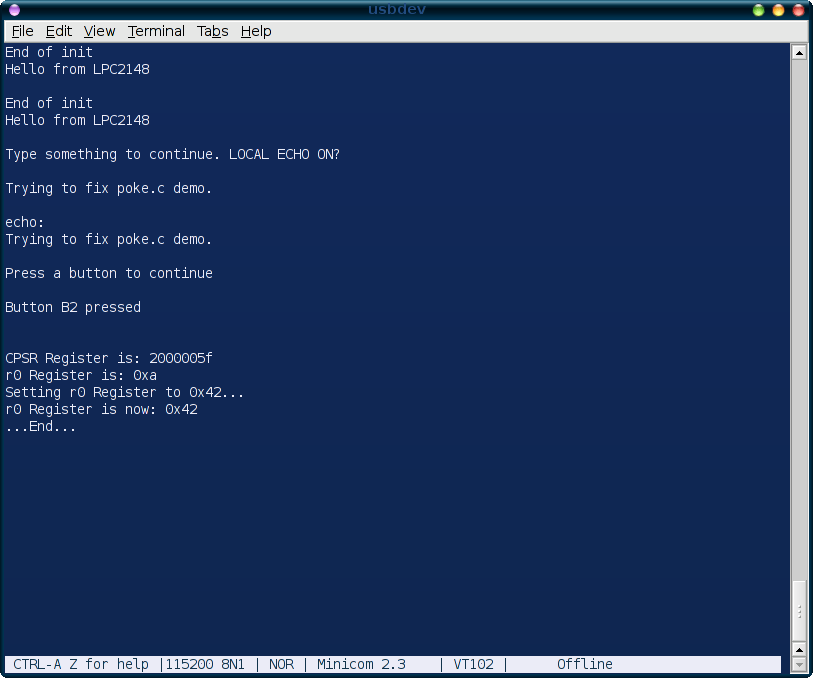 usbdev
File Edit View Terminal Tabs Help
End of init
Hello from LPC2148
End of init
Hello from LPC2148
Type something to continue. LOCAL ECHO ON?
Trying to fix poke.c demo.
echo:
Trying to fix poke.c demo.
Press a button to continue
Button B2 pressed
CPSR Register is: 2000005f
r0 Register is: 0xa
Setting r0 Register to 0x42...
r0 Register is now: 0x42
...End...
CTRL-A Z for help |115200 8N1 | NOR | Minicom 2.3 | VT102 | Offline